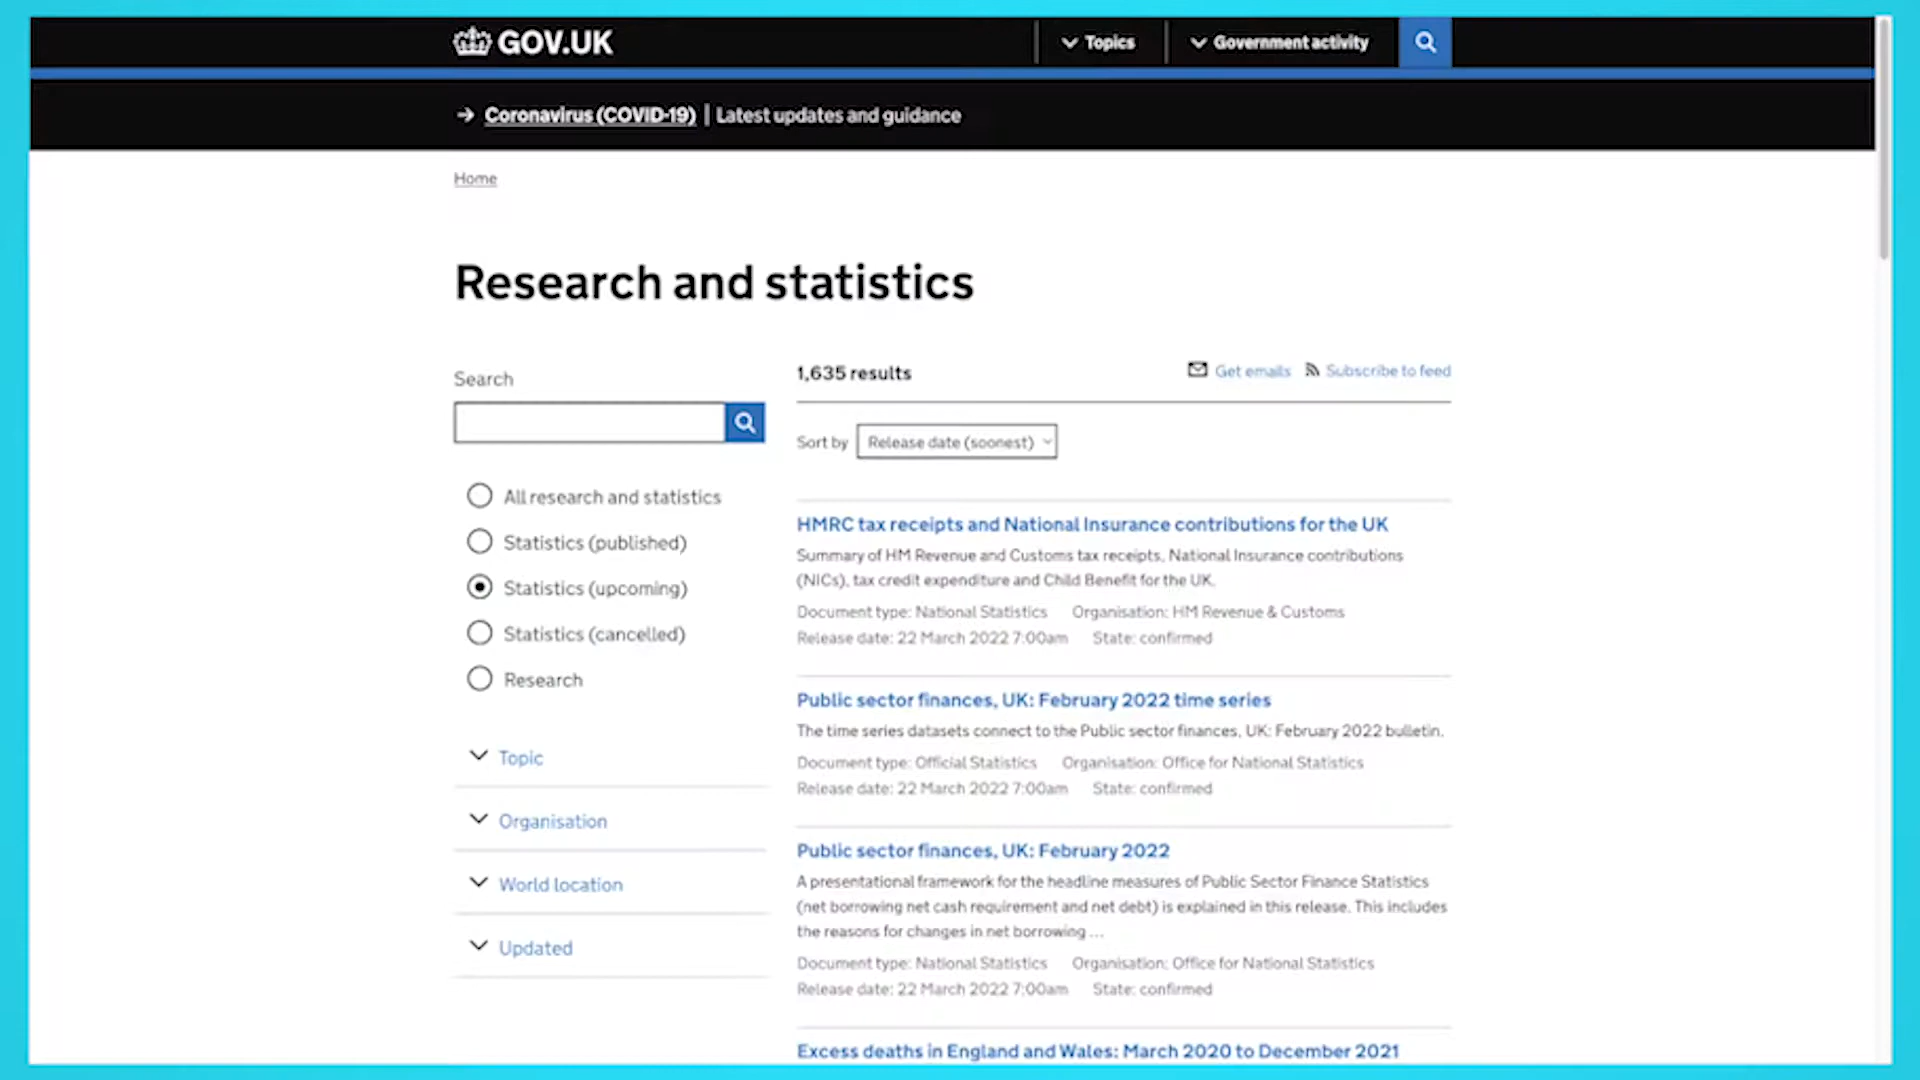 GOV.UK
Topics
Government activity
→ Coronavirus (COVID-19) | Latest updates and guidance
Home
Research and statistics
Search
All research and statistics
Statistics (published)
Statistics (upcoming)
Statistics (cancelled)
Research
Topic
Organisation
World location
Updated
1,635 results
Get emails
Subscribe to feed
Sort by Release date (soonest)
HMRC tax receipts and National Insurance contributions for the UK
Summary of HM Revenue and Customs tax receipts, National Insurance contributions
(NICs), tax credit expenditure and Child Benefit for the UK.
Document type: National Statistics Organisation: HM Revenue & Customs
Release date: 22 March 2022 7:00am State: confirmed
Public sector finances, UK: February 2022 time series
The time series datasets connect to the Public sector finances, UK: February 2022 bulletin.
Document type: Official Statistics Organisation: Office for National Statistics
Release date: 22 March 2022 7:00am State: confirmed
Public sector finances, UK: February 2022
A presentational framework for the headline measures of Public Sector Finance Statistics
(net borrowing net cash requirement and net debt) is explained in this release. This includes
the reasons for changes in net borrowing ...
Document type: National Statistics Organisation: Office for National Statistics
Release date: 22 March 2022 7:00am State: confirmed
Excess deaths in England and Wales: March 2020 to December 2021